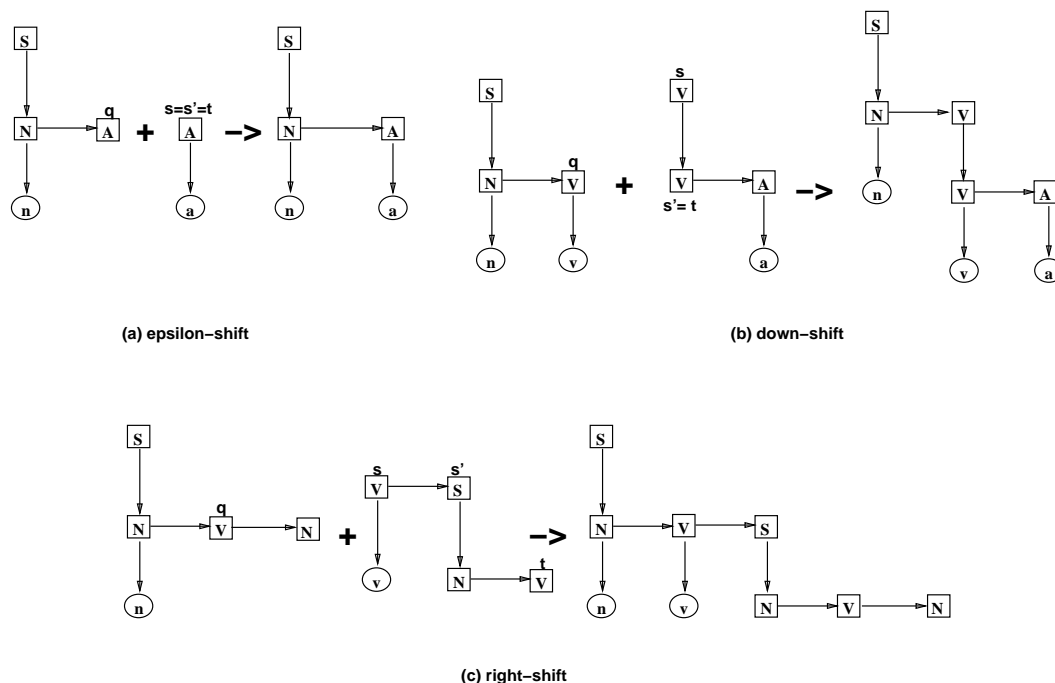 S
q s=s'=t
N A + A –> N A
n a n a
S
(a) epsilon–shift
S
s
V
S
q
N V + V A –> N V
s'= t
n
V A
n v a
v a
(b) down–shift
S
q
N V N
n
+
s s'
V S
v
t
N V
–>
S
N V S
n v N V N
(c) right–shift